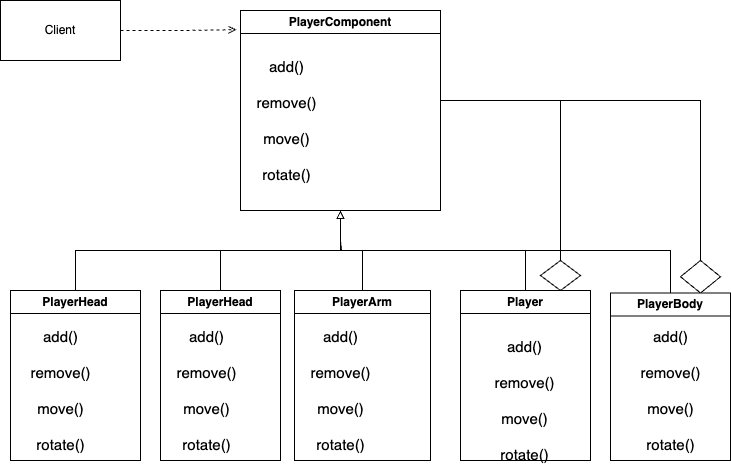 Client
PlayerComponent
add()
remove()
move()
rotate()
PlayerHead
add()
remove()
move()
rotate()
PlayerHead
add()
remove()
move()
rotate()
PlayerArm
add()
remove()
move()
rotate()
Player
add()
remove()
move()
rotate()
PlayerBody
add()
remove()
move()
rotate()